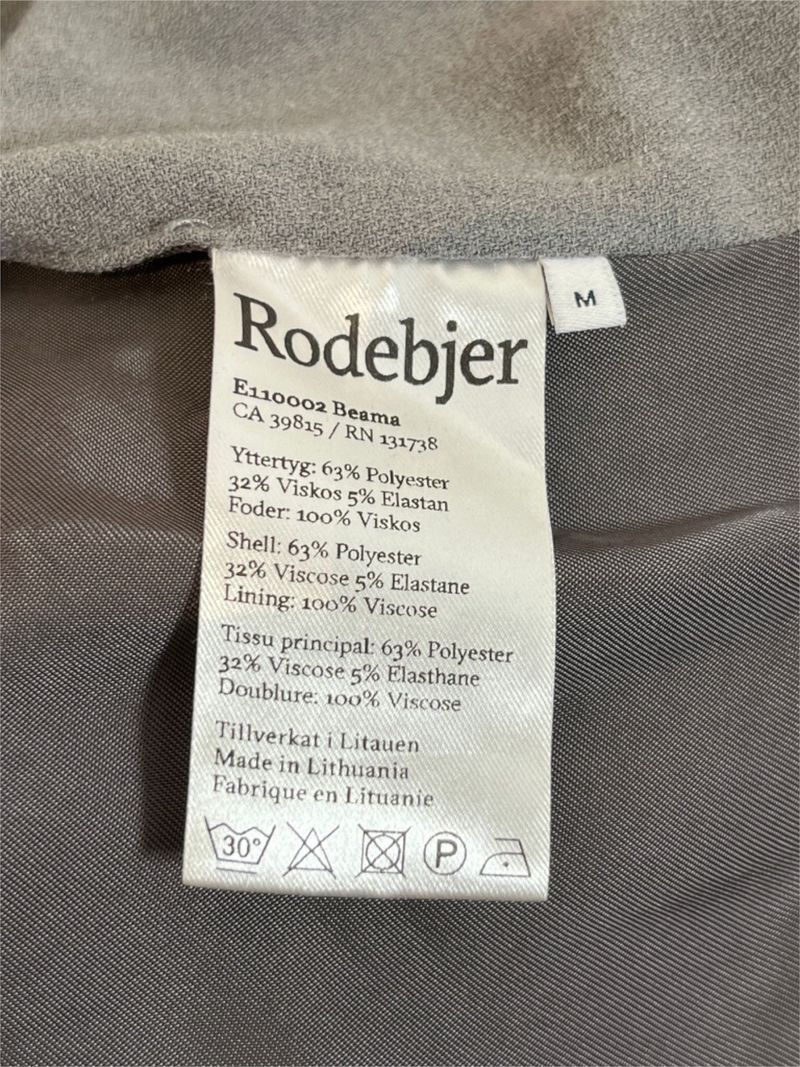 Rodebjer
M
E110002 Beama
CA 39815 / RN 131738
Yttertyg: 63% Polyester
32% Viskos 5% Elastan
Foder: 100% Viskos
Shell: 63% Polyester
32% Viscose 5% Elastane
Lining: 100% Viscose
Tissu principal: 63% Polyester
32% Viscose 5% Elasthane
Doublure: 100% Viscose
Tillverkat i Litauen
Made in Lithuania
Fabrique en Lituanie
30° P